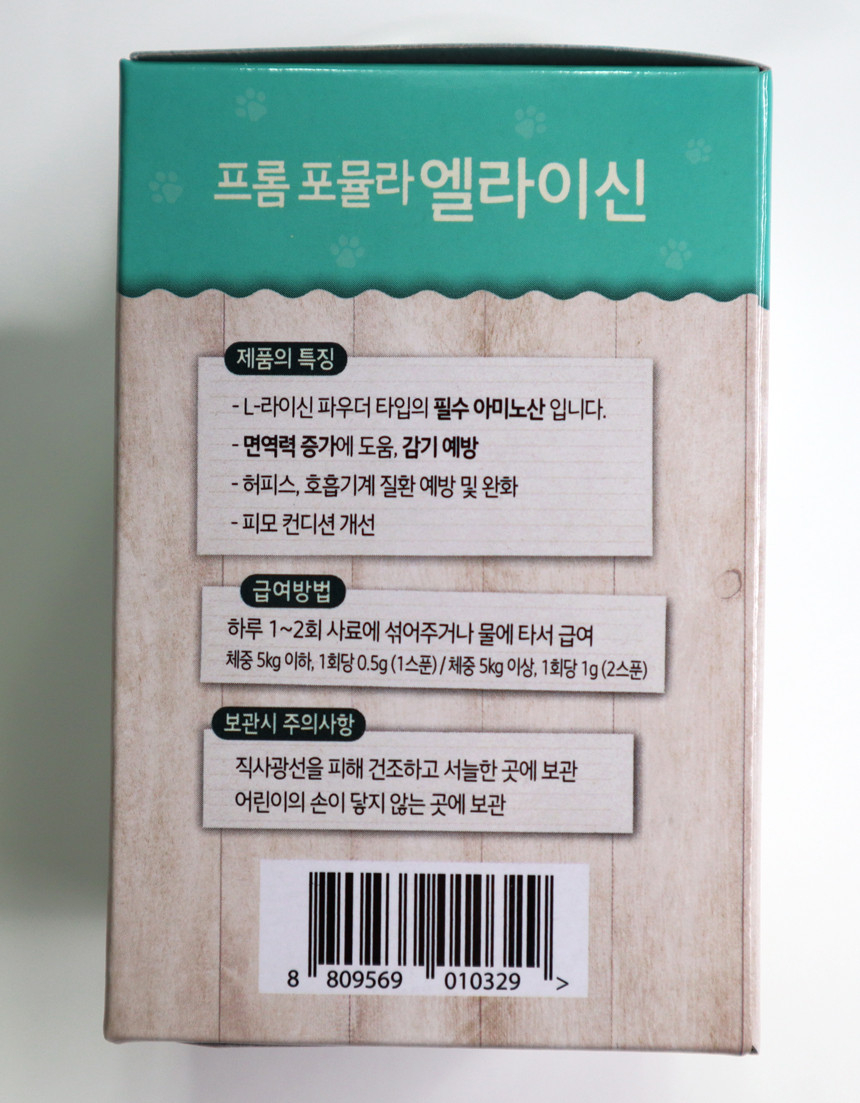 프롬 포뮬라 엘라이신
제품의 특징
- L-라이신 파우더 타입의 필수 아미노산 입니다.
- 면역력 증가에 도움, 감기 예방
- 허피스, 호흡기계 질환 예방 및 완화
- 피모 컨디션 개선
급여방법
하루 1~2회 사료에 섞어주거나 물에 타서 급여
체중 5kg 이하, 1회당 0.5g (1스푼) / 체중 5kg 이상, 1회당 1g (2스푼)
보관시 주의사항
직사광선을 피해 건조하고 서늘한 곳에 보관
어린이의 손이 닿지 않는 곳에 보관
8 809569 010329 >